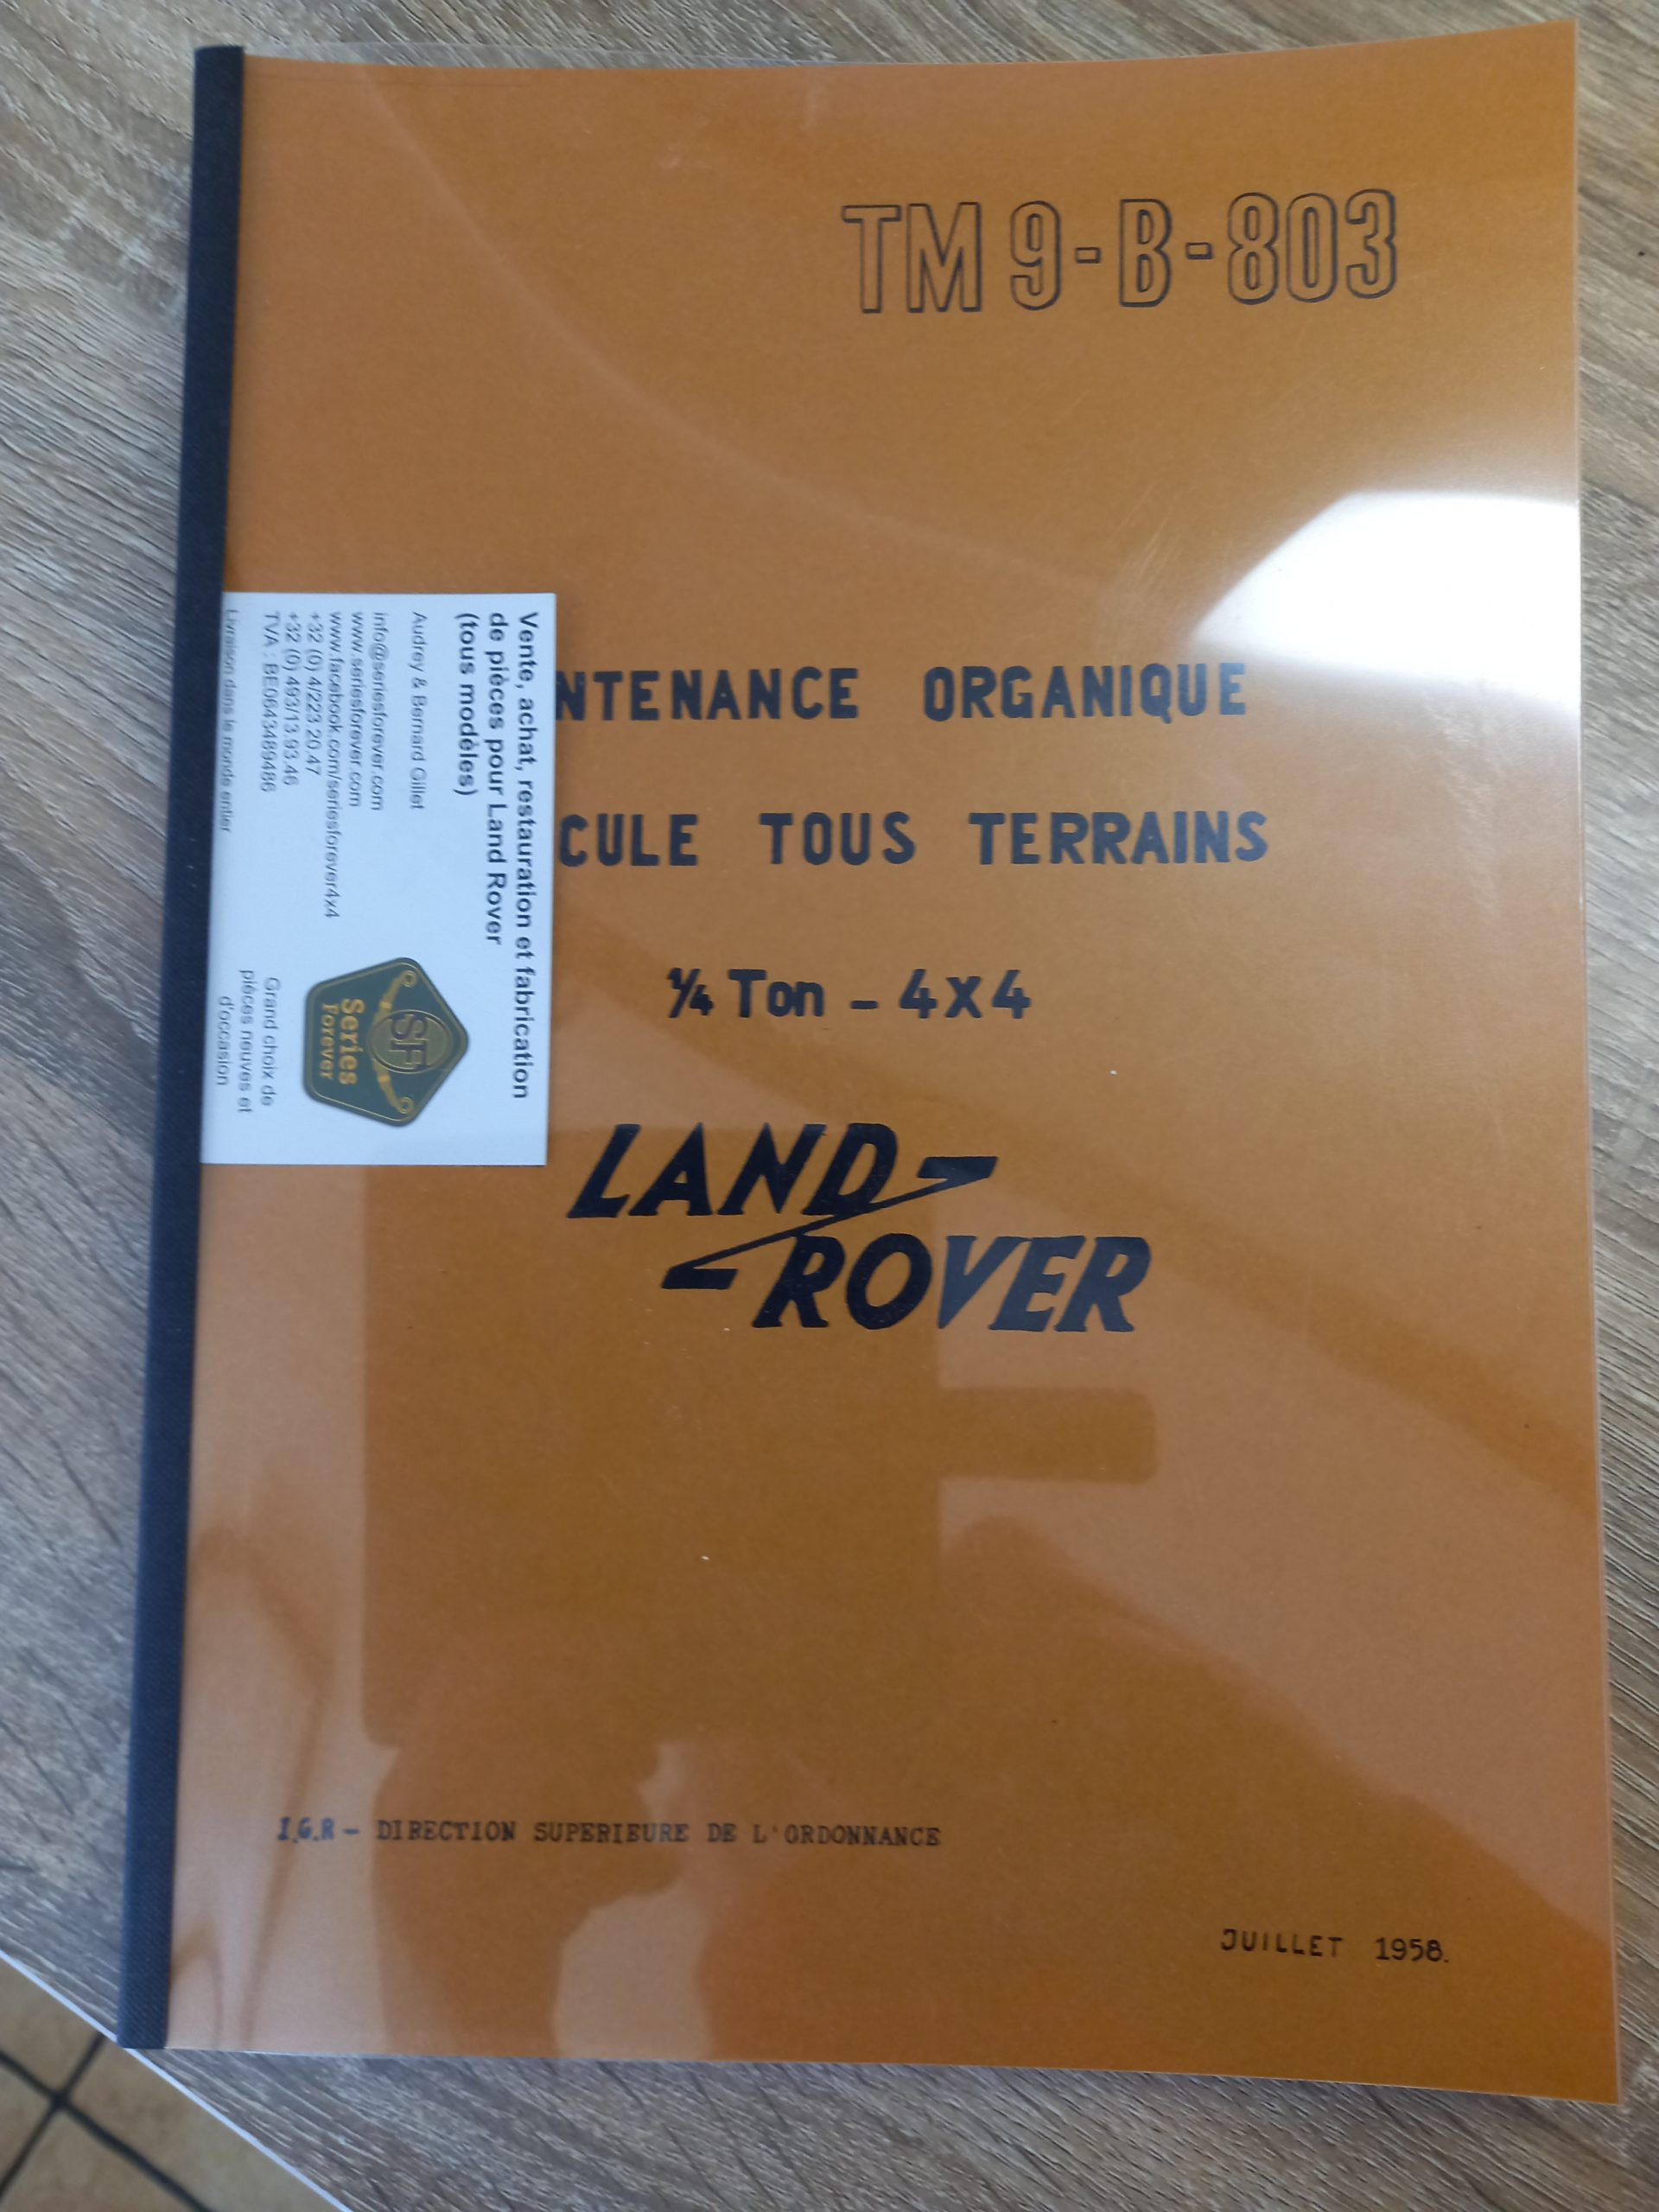 TM 9-B-803
NTENANCE ORGANIQUE
CULE TOUS TERRAINS
¼ Ton - 4x4
LAND
ROVER
I.G.R - DIRECTION SUPERIEURE DE L'ORDONNANCE
JUILLET 1958.
Vente, achat, restauration et fabrication
de pièces pour Land Rover
(tous modèles)
Audrey & Bernard Gillet
info@seriesforever.com
www.seriesforever.com
www.facebook.com/seriesforever4x4
+32 (0) 4/223 20 47
+32 (0) 493/13.93.46
TVA : BE0643489486
Livraison dans le monde entier
SF
Series
Forever
Grand choix de
pièces neuves et
d'occasion